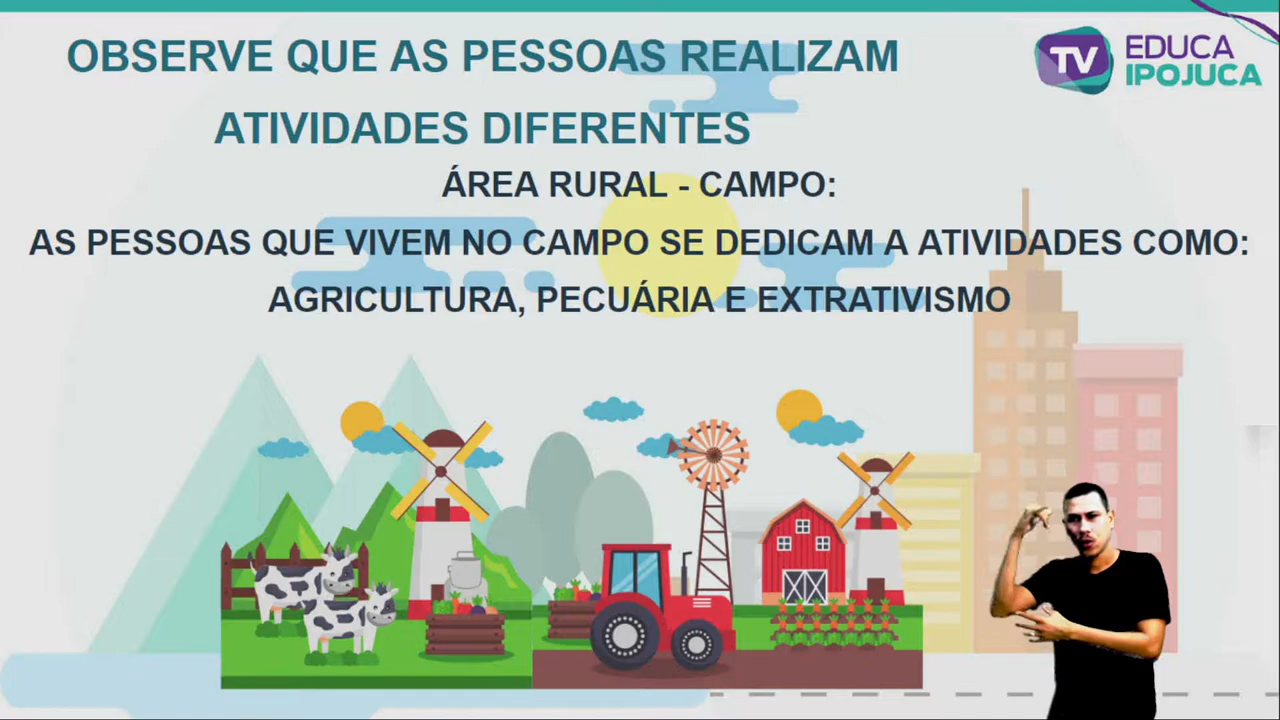 OBSERVE QUE AS PESSOAS REALIZAM
ATIVIDADES DIFERENTES
TV EDUCA
IPOJUCA
ÁREA RURAL - CAMPO:
AS PESSOAS QUE VIVEM NO CAMPO SE DEDICAM A ATIVIDADES COMO:
AGRICULTURA, PECUÁRIA E EXTRATIVISMO